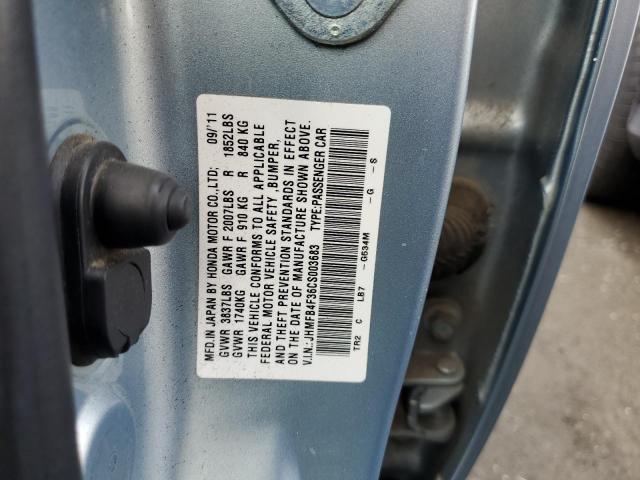 MFD.IN JAPAN BY HONDA MOTOR CO.,LTD; 09/'11
GVWR 3837LBS GAWR F 2007LBS R 1852LBS
GVWR 1740KG GAWR F 910 KG R 840 KG
THIS VEHICLE CONFORMS TO ALL APPLICABLE
FEDERAL MOTOR VEHICLE SAFETY ,BUMPER,
AND THEFT PREVENTION STANDARDS IN EFFECT
ON THE DATE OF MANUFACTURE SHOWN ABOVE.
V.I.N.:JHMFB4F36CS003683 TYPE:PASSENGER CAR
TR2 C L87 -G534M -G -S